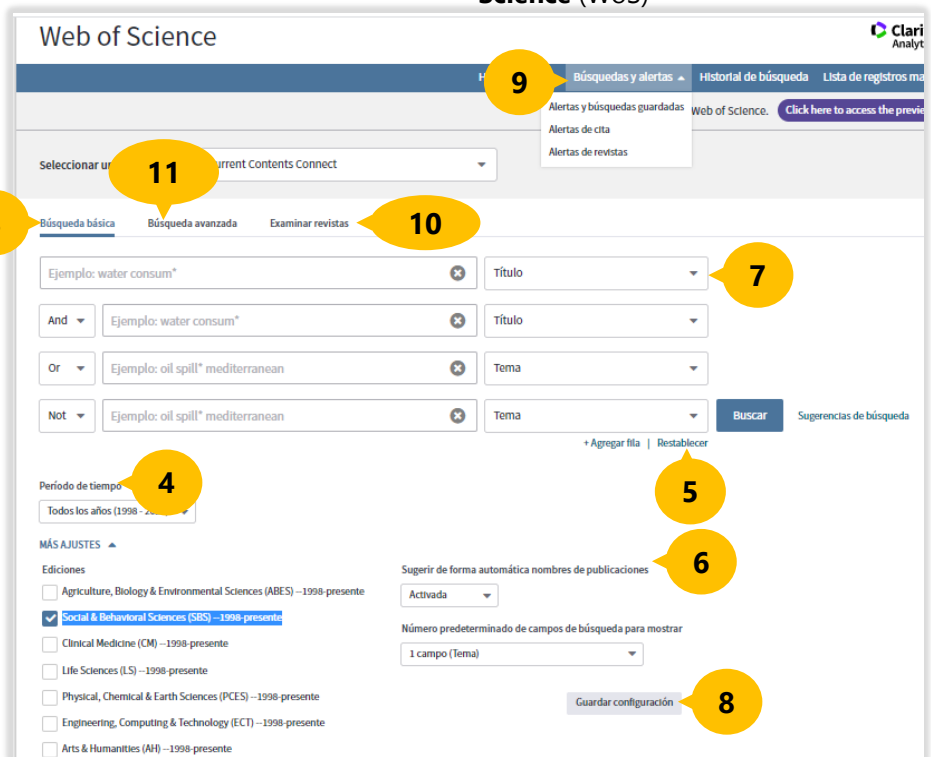 Science (WoS)
Web of Science
Clari
Analyt
H
9
Búsquedas y alertas
Historial de búsqueda
Lista de registros ma
Alertas y búsquedas guardadas
Alertas de cita
Alertas de revistas
Web of Science.
Click here to access the previe
Seleccionar
11
urrent Contents Connect
Búsqueda básica
Búsqueda avanzada
Examinar revistas
10
Ejemplo: water consum*
Título
7
And
Ejemplo: water consum*
Título
Or
Ejemplo: oil spill* mediterranean
Tema
Not
Ejemplo: oil spill* mediterranean
Tema
Buscar
Sugerencias de búsqueda
+ Agregar fila | Restablecer
5
Período de tiempo
4
Todos los años (1998 -
MÁS AJUSTES
Ediciones
Agriculture, Biology & Environmental Sciences (ABES) --1998-presente
Social & Behavioral Sciences (SBS) --1998-presente
Clinical Medicine (CM) --1998-presente
Life Sciences (LS) --1998-presente
Physical, Chemical & Earth Sciences (PCES) --1998-presente
Engineering, Computing & Technology (ECT) --1998-presente
Arts & Humanities (AH) --1998-presente
Sugerir de forma automática nombres de publicaciones
6
Activada
Número predeterminado de campos de búsqueda para mostrar
1 campo (Tema)
Guardar configuración
8